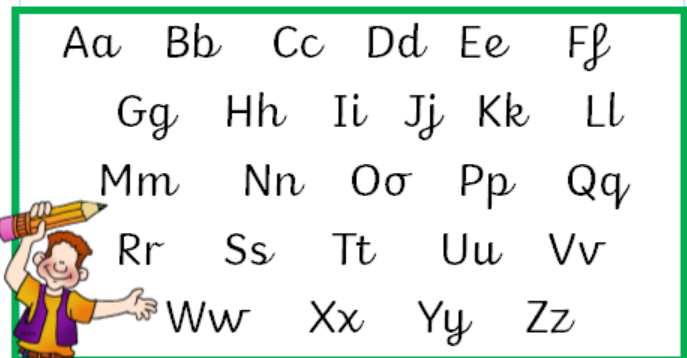 Aa Bb Cc Dd Ee Ff
Gg Hh Ii Jj Kk Ll
Mm Nn Oo Pp Qq
Rr Ss Tt Uu Vv
Ww Xx Yy Zz